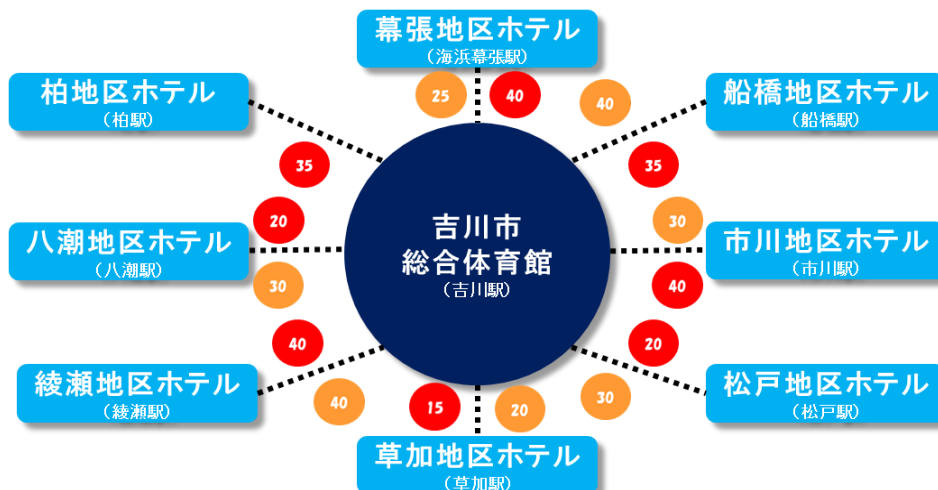 幕張地区ホテル
（海浜幕張駅）
25
40
40
柏地区ホテル
（柏駅）
船橋地区ホテル
（船橋駅）
35
35
20
30
吉川市
総合体育館
（吉川駅）
八潮地区ホテル
（八潮駅）
市川地区ホテル
（市川駅）
30
40
40
20
綾瀬地区ホテル
（綾瀬駅）
松戸地区ホテル
（松戸駅）
40
15
20
30
草加地区ホテル
（草加駅）